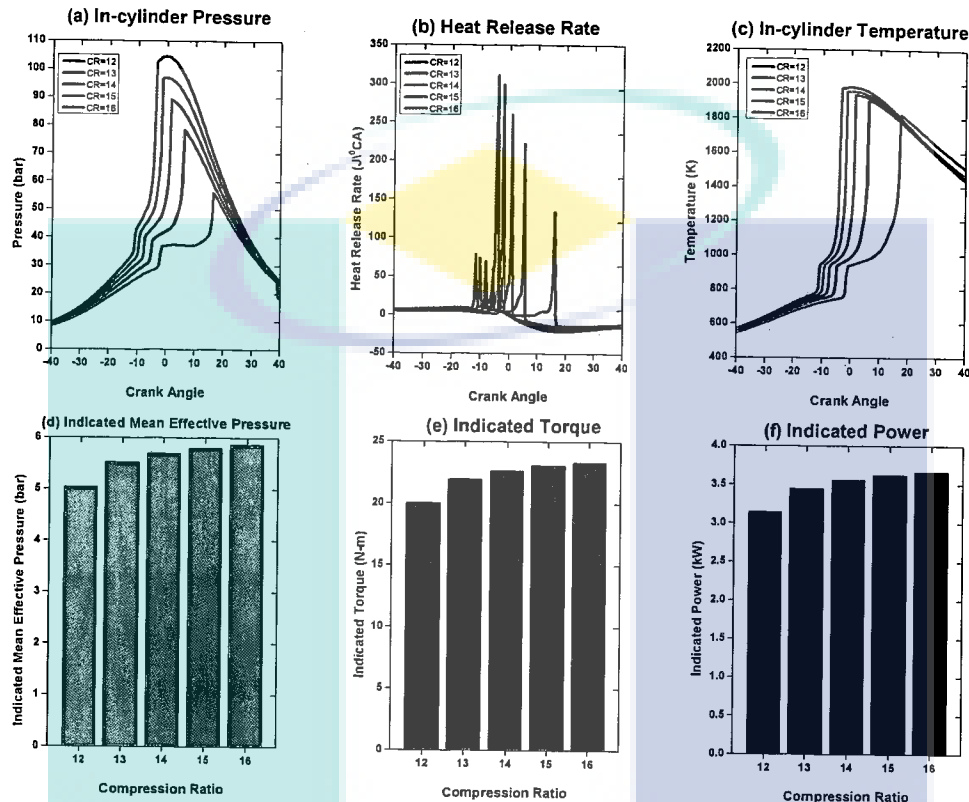 (a) In-cylinder Pressure
110
100
90
80
70
60
50
40
30
20
10
0
Pressure (bar)
CR=12
CR=13
CR=14
CR=15
CR=16
-40 -30 -20 -10 0 10 20 30 40
Crank Angle
(b) Heat Release Rate
350
300
250
200
150
100
50
0
-50
Heat Release Rate (J\⁰CA)
CR=12
CR=13
CR=14
CR=15
CR=16
-40 -30 -20 -10 0 10 20 30 40
Crank Angle
(c) In-cylinder Temperature
2200
2000
1800
1600
1400
1200
1000
800
600
400
Temperature (K)
CR=12
CR=13
CR=14
CR=15
CR=16
-40 -30 -20 -10 0 10 20 30 40
Crank Angle
(d) Indicated Mean Effective Pressure
6
5
4
3
2
1
0
Indicated Mean Effective Pressure (bar)
12 13 14 15 16
Compression Ratio
(e) Indicated Torque
25
20
15
10
5
0
Indicated Torque (N-m)
12 13 14 15 16
Compression Ratio
(f) Indicated Power
4.0
3.5
3.0
2.5
2.0
1.5
1.0
0.5
0.0
Indicated Power (kW)
12 13 14 15 16
Compression Ratio